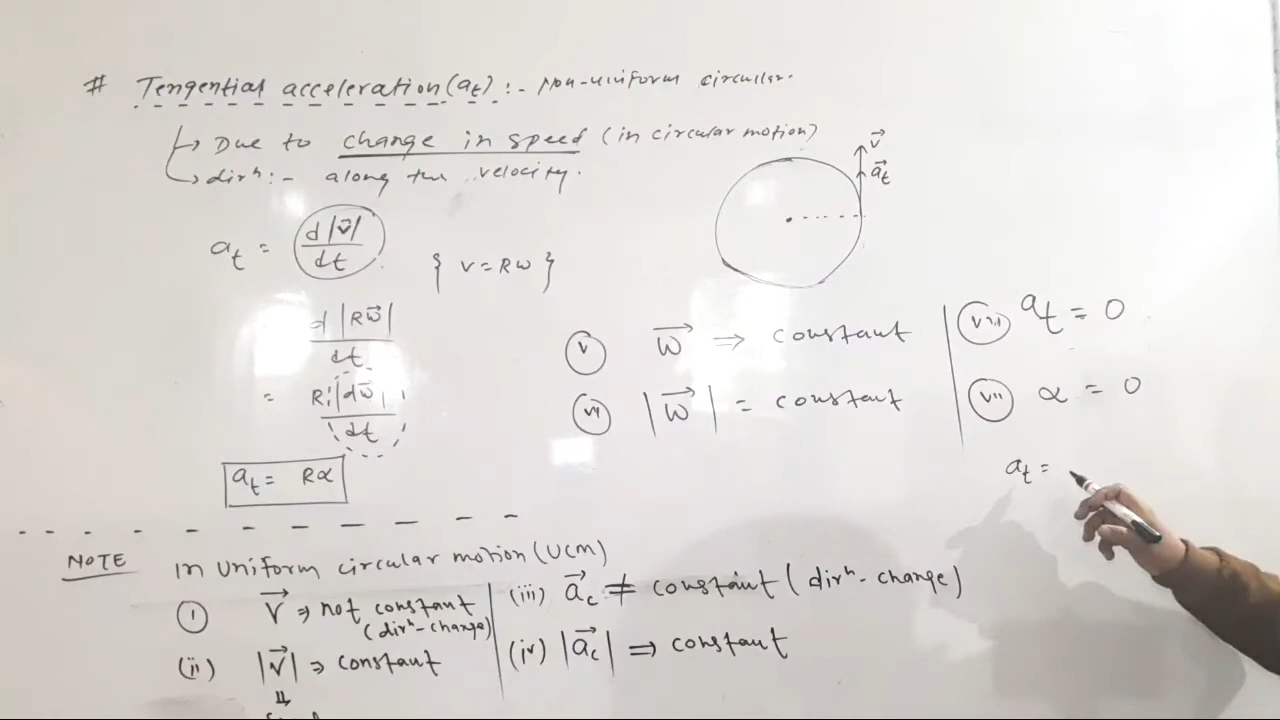 # Tengential acceleration (at) :- Non-uniform circular.
Due to change in speed (in circular motion)
dirⁿ :- along the velocity.
v⃗
a⃗t
at = d|v⃗|/dt { v = Rω }
d|Rω⃗|/dt
= R|dω⃗|/dt
at = Rα
(v) ω⃗ ⇒ constant
(vi) |ω⃗| = constant
at = 0
(vii) α = 0
at =
NOTE In uniform circular motion (UCM)
(i) v⃗ ⇒ not constant
(dirⁿ-change)
(ii) |v⃗| ⇒ constant
⇓
(iii) a⃗c ≠ constant (dirⁿ-change)
(iv) |a⃗c| ⇒ constant